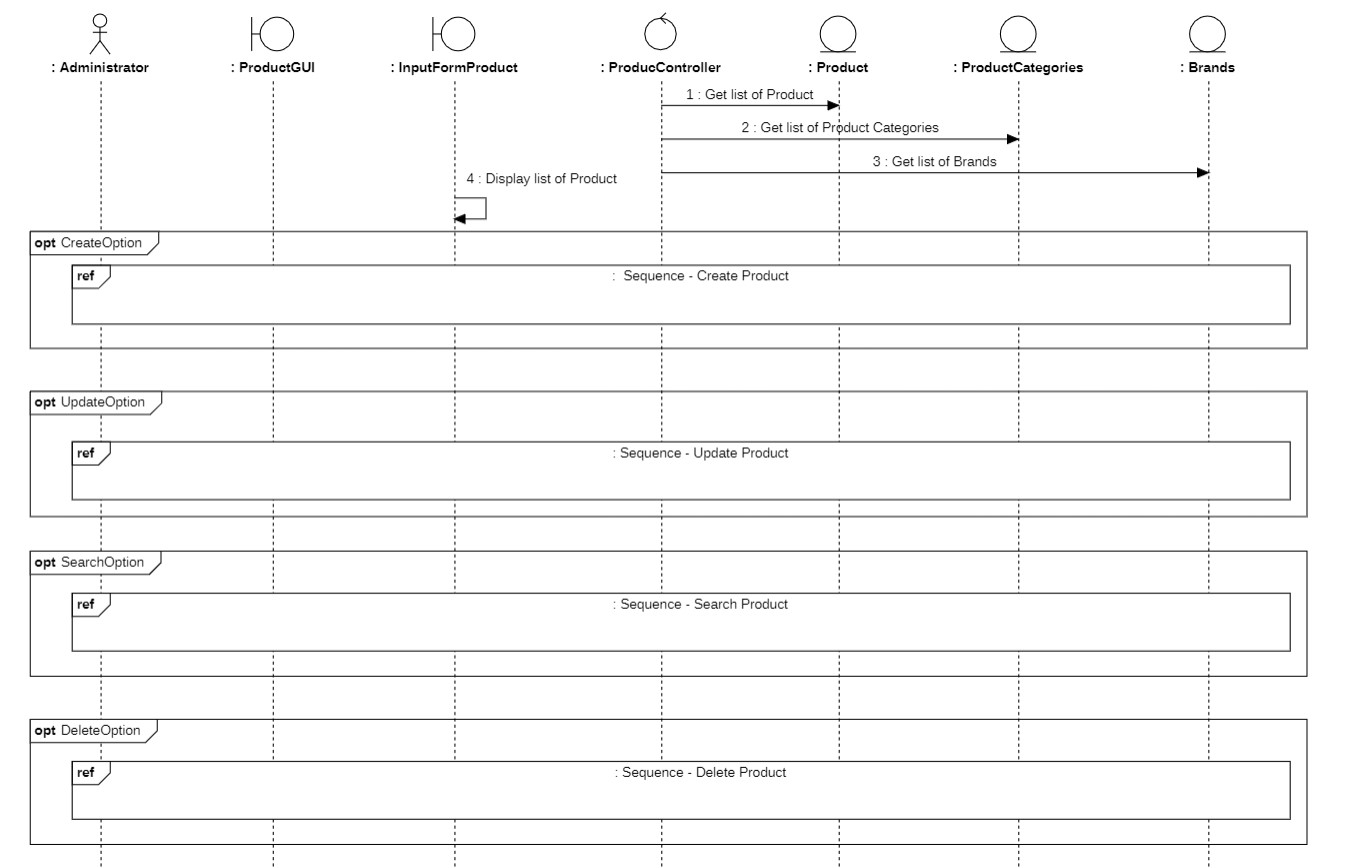 : Administrator
: ProductGUI
: InputFormProduct
: ProducController
: Product
: ProductCategories
: Brands
1 : Get list of Product
2 : Get list of Product Categories
3 : Get list of Brands
4 : Display list of Product
opt CreateOption
ref
: Sequence - Create Product
opt UpdateOption
ref
: Sequence - Update Product
opt SearchOption
ref
: Sequence - Search Product
opt DeleteOption
ref
: Sequence - Delete Product